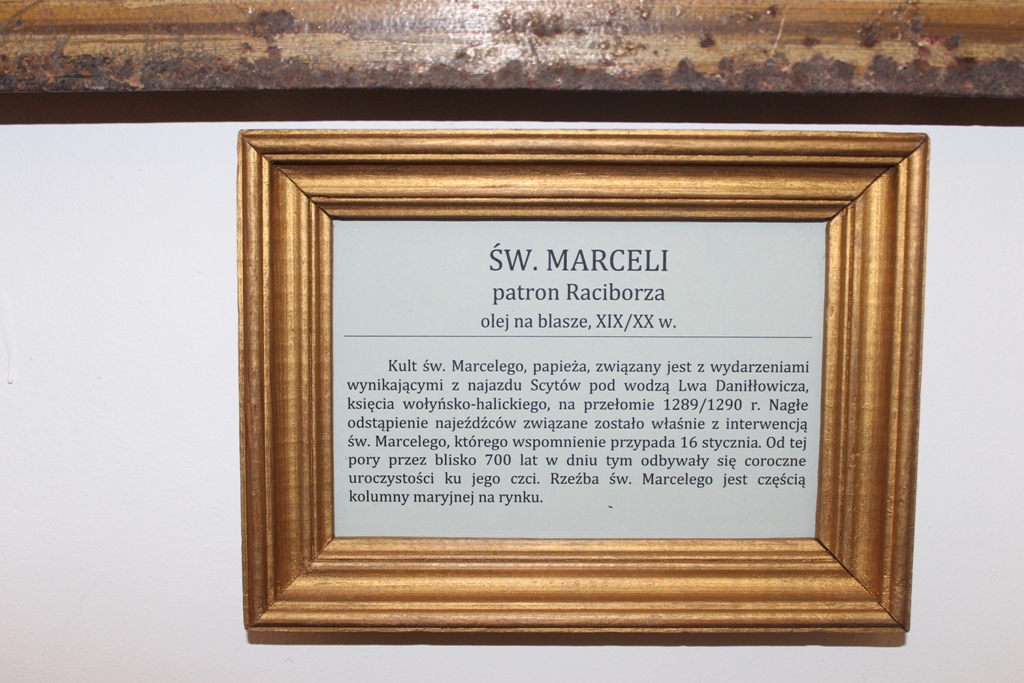 ŚW. MARCELI
patron Raciborza
olej na blasze, XIX/XX w.
Kult św. Marcelego, papieża, związany jest z wydarzeniami
wynikającymi z najazdu Scytów pod wodzą Lwa Daniłłowicza,
księcia wołyńsko-halickiego, na przełomie 1289/1290 r. Nagłe
odstąpienie najeźdźców związane zostało właśnie z interwencją
św. Marcelego, którego wspomnienie przypada 16 stycznia. Od tej
pory przez blisko 700 lat w dniu tym odbywały się coroczne
uroczystości ku jego czci. Rzeźba św. Marcelego jest częścią
kolumny maryjnej na rynku.